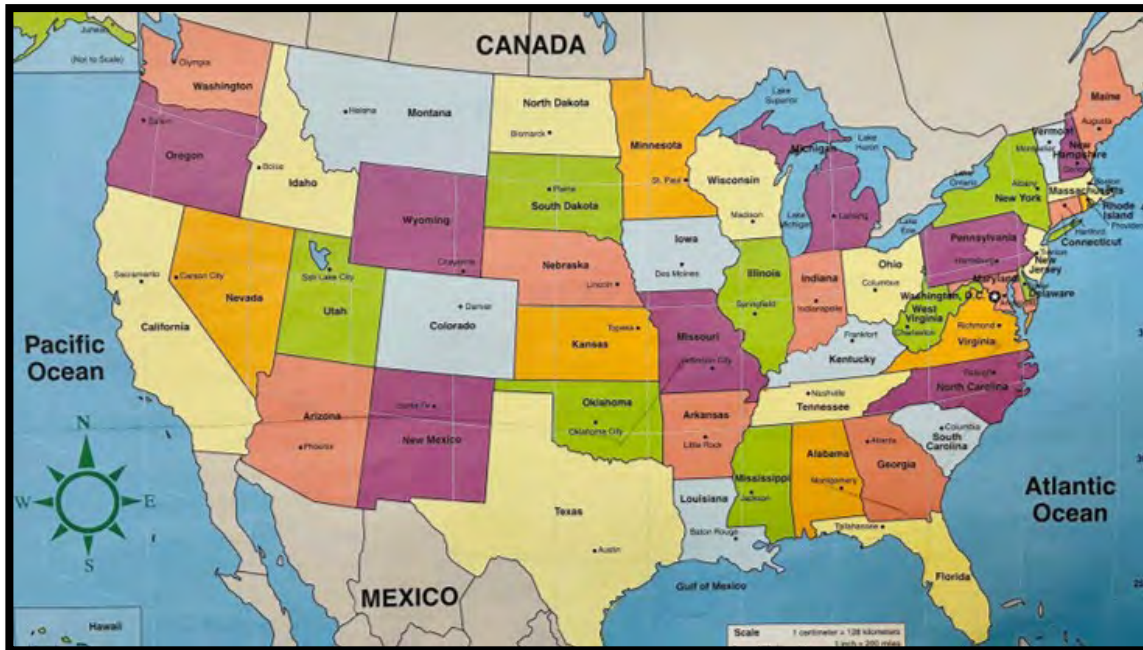 Juneau
(Not to Scale)
CANADA
Olympia
Washington
Salem
Oregon
Boise
Idaho
Helena
Montana
North Dakota
Bismarck
Pierre
South Dakota
Wyoming
Cheyenne
Minnesota
St. Paul
Wisconsin
Madison
Lake
Superior
Michigan
Lake
Huron
Lake
Michigan
Lansing
Lake
Erie
Lake
Ontario
Maine
Augusta
Vermont
Montpelier
New
Hampshire
Albany
New York
Boston
Massachusetts
Rhode
Island
Providence
Hartford
Connecticut
Pennsylvania
Harrisburg
Trenton
New
Jersey
Maryland
Dover
Delaware
Washington, D.C.
Sacramento
California
Carson City
Nevada
Salt Lake City
Utah
Denver
Colorado
Nebraska
Lincoln
Iowa
Des Moines
Topeka
Kansas
Missouri
Jefferson City
Illinois
Springfield
Indiana
Indianapolis
Ohio
Columbus
West
Virginia
Charleston
Richmond
Virginia
Frankfort
Kentucky
Nashville
Tennessee
Raleigh
North Carolina
Columbia
South
Carolina
Pacific
Ocean
N
W
E
S
Arizona
Phoenix
Santa Fe
New Mexico
Oklahoma
Oklahoma City
Arkansas
Little Rock
Mississippi
Jackson
Alabama
Montgomery
Atlanta
Georgia
Texas
Austin
Louisiana
Baton Rouge
Tallahassee
Florida
Atlantic
Ocean
Gulf of Mexico
MEXICO
Hawaii
Scale
1 centimeter = 128 kilometers
1 inch = 200 miles